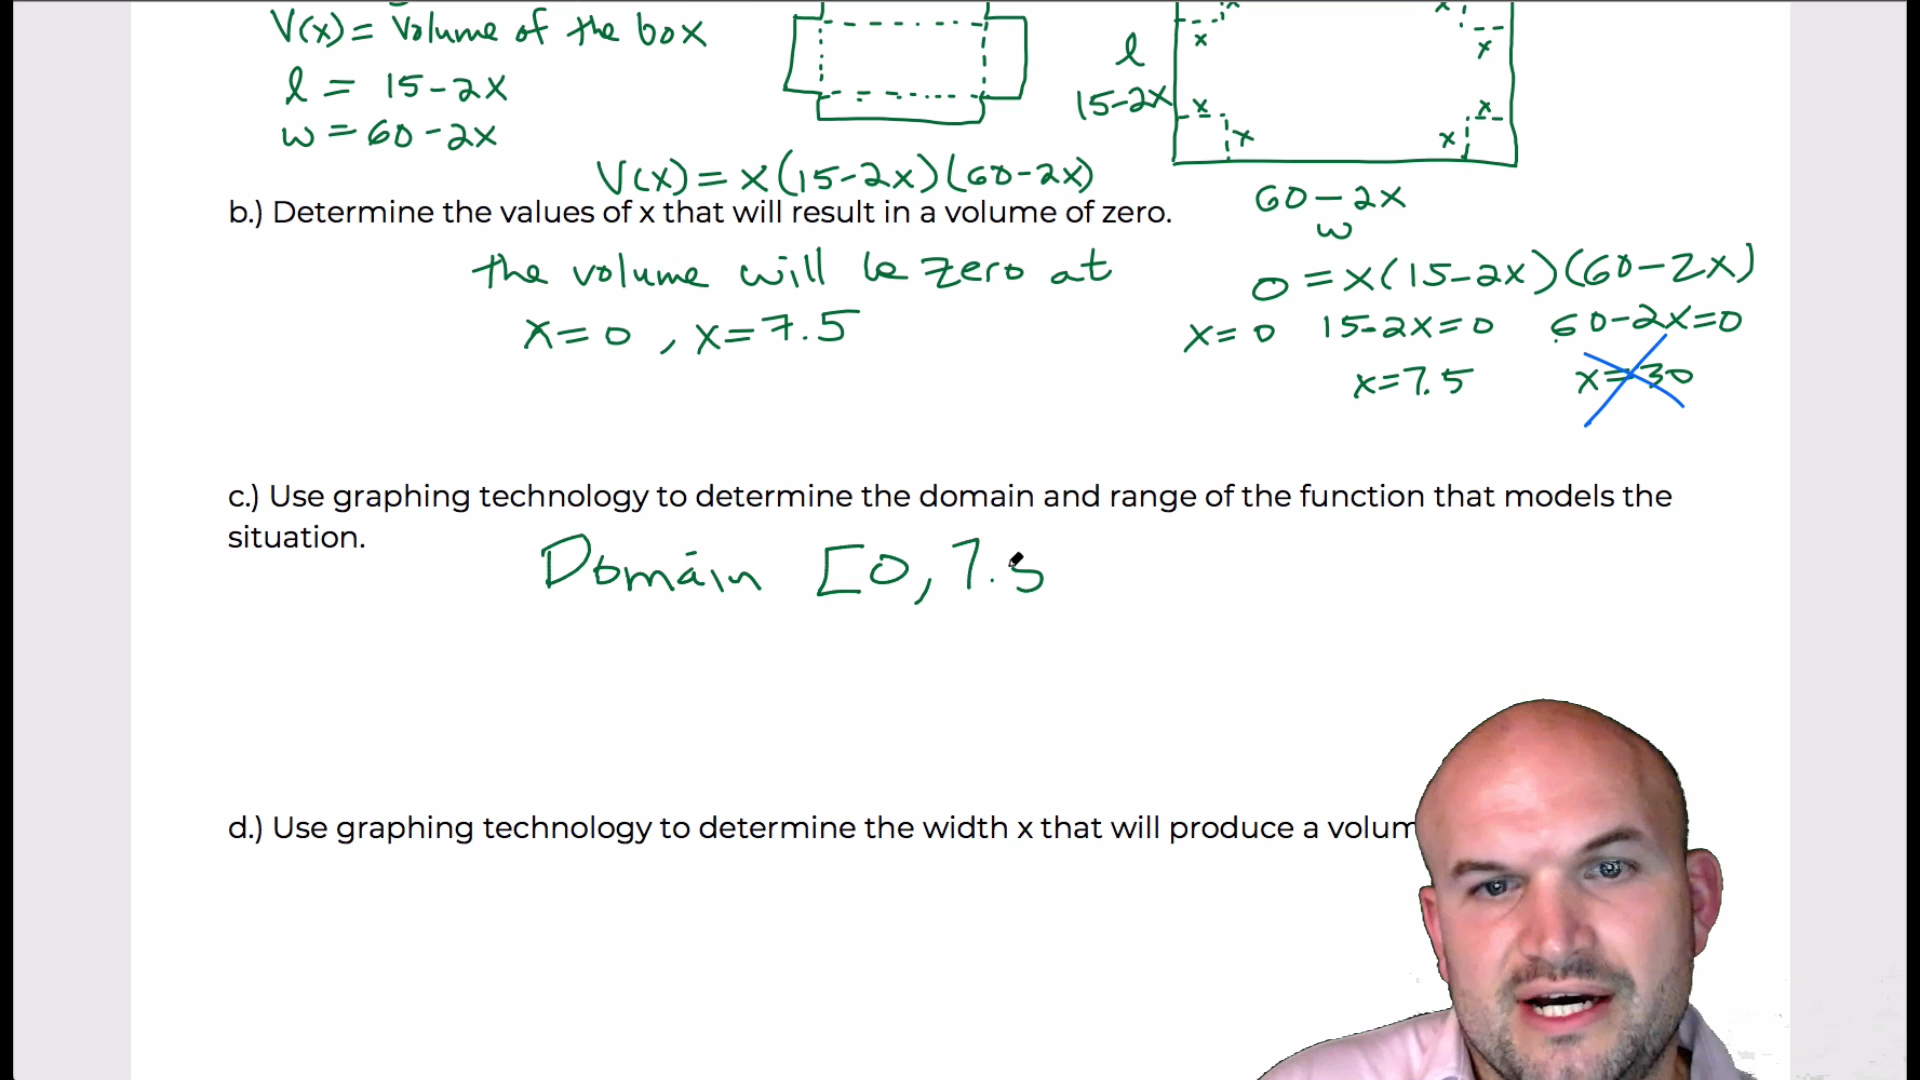 V(x) = Volume of the box
l = 15-2x
w = 60-2x
x
x
l
15-2x
x
x
x
x
V(x) = x(15-2x)(60-2x)
60-2x
w
b.) Determine the values of x that will result in a volume of zero.
the volume will be zero at
x=0, x=7.5
0 = x(15-2x)(60-2x)
x=0 15-2x=0 60-2x=0
x=7.5 x=30
c.) Use graphing technology to determine the domain and range of the function that models the
situation.
Domain [0,7.5
d.) Use graphing technology to determine the width x that will produce a volum